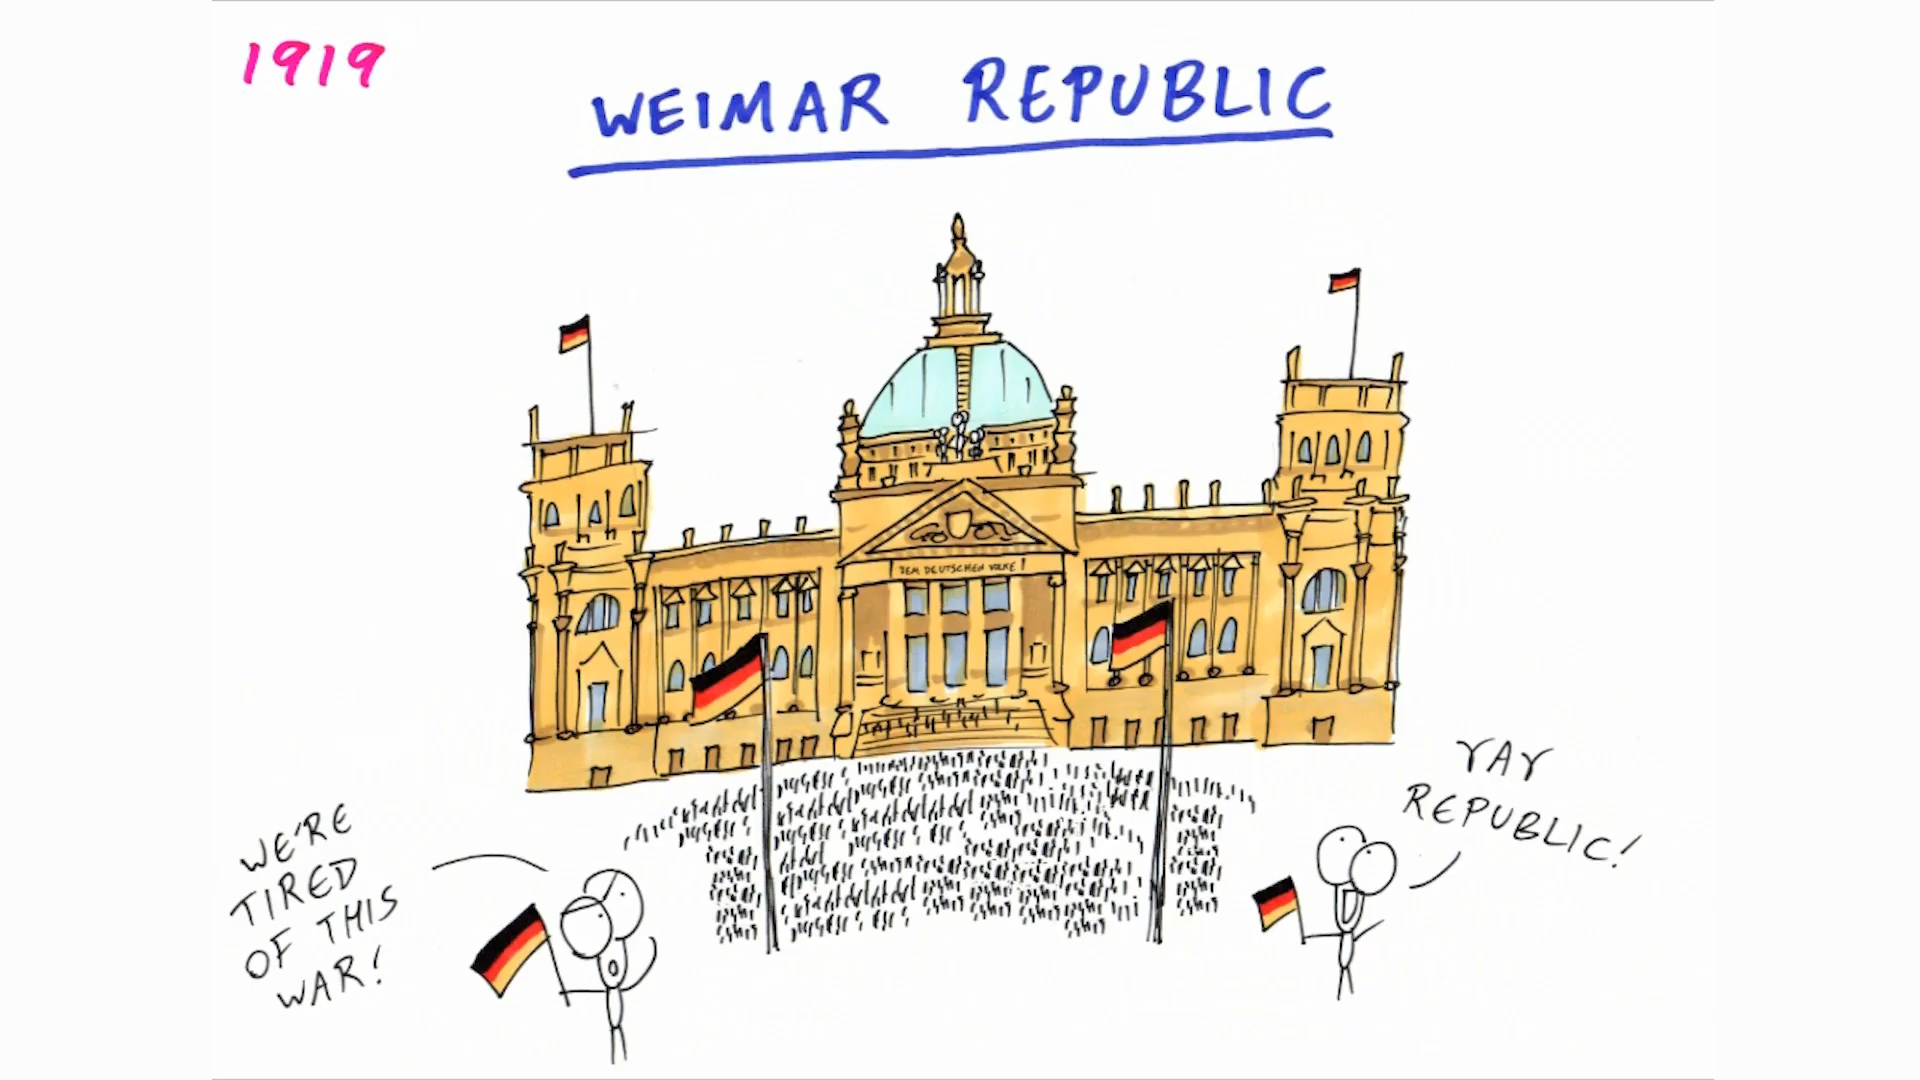 1919
WEIMAR REPUBLIC
DEM DEUTSCHEN VOLKE
WE'RE
TIRED
OF THIS
WAR!
YAY
REPUBLIC!